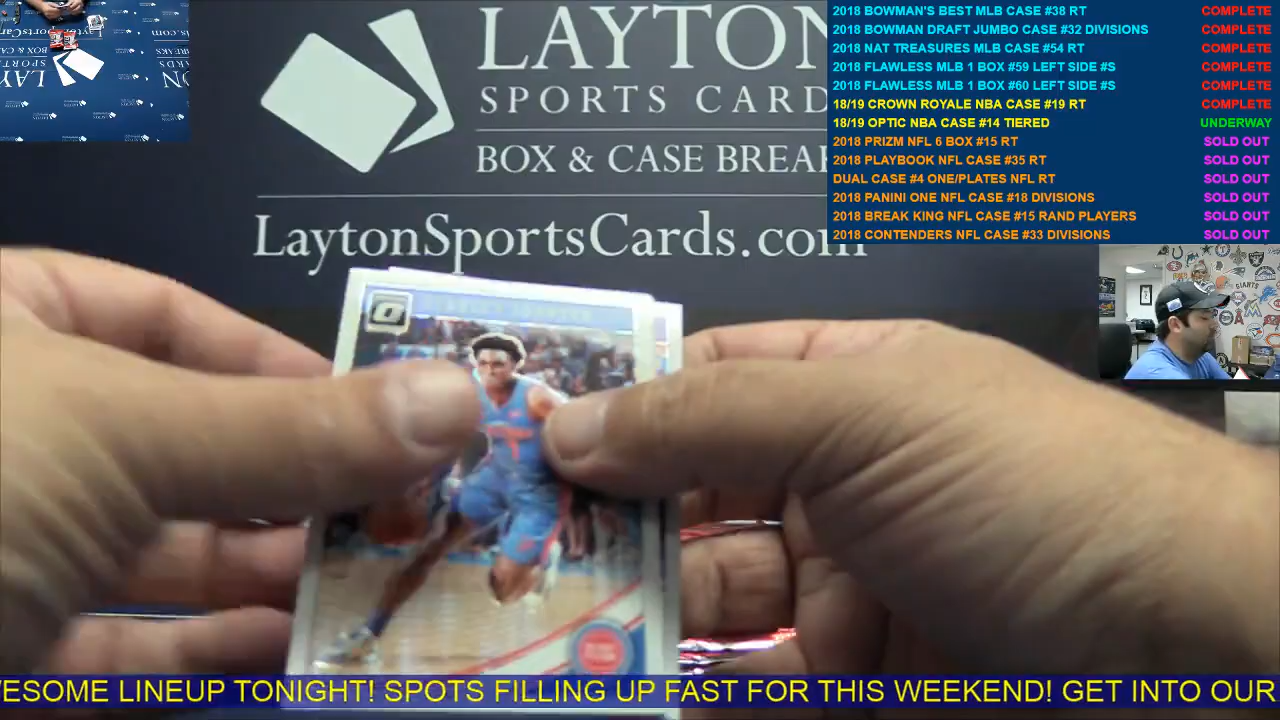 LAYTON
SPORTS CARD
BOX & CASE BREAK
LaytonSportsCards.com
2018 BOWMAN'S BEST MLB CASE #38 RT COMPLETE
2018 BOWMAN DRAFT JUMBO CASE #32 DIVISIONS COMPLETE
2018 NAT TREASURES MLB CASE #54 RT COMPLETE
2018 FLAWLESS MLB 1 BOX #59 LEFT SIDE #S COMPLETE
2018 FLAWLESS MLB 1 BOX #60 LEFT SIDE #S COMPLETE
18/19 CROWN ROYALE NBA CASE #19 RT COMPLETE
18/19 OPTIC NBA CASE #14 TIERED UNDERWAY
2018 PRIZM NFL 6 BOX #15 RT SOLD OUT
2018 PLAYBOOK NFL CASE #35 RT SOLD OUT
DUAL CASE #4 ONE/PLATES NFL RT SOLD OUT
2018 PANINI ONE NFL CASE #18 DIVISIONS SOLD OUT
2018 BREAK KING NFL CASE #15 RAND PLAYERS SOLD OUT
2018 CONTENDERS NFL CASE #33 DIVISIONS SOLD OUT
GIANTS
WESOME LINEUP TONIGHT! SPOTS FILLING UP FAST FOR THIS WEEKEND! GET INTO OUR